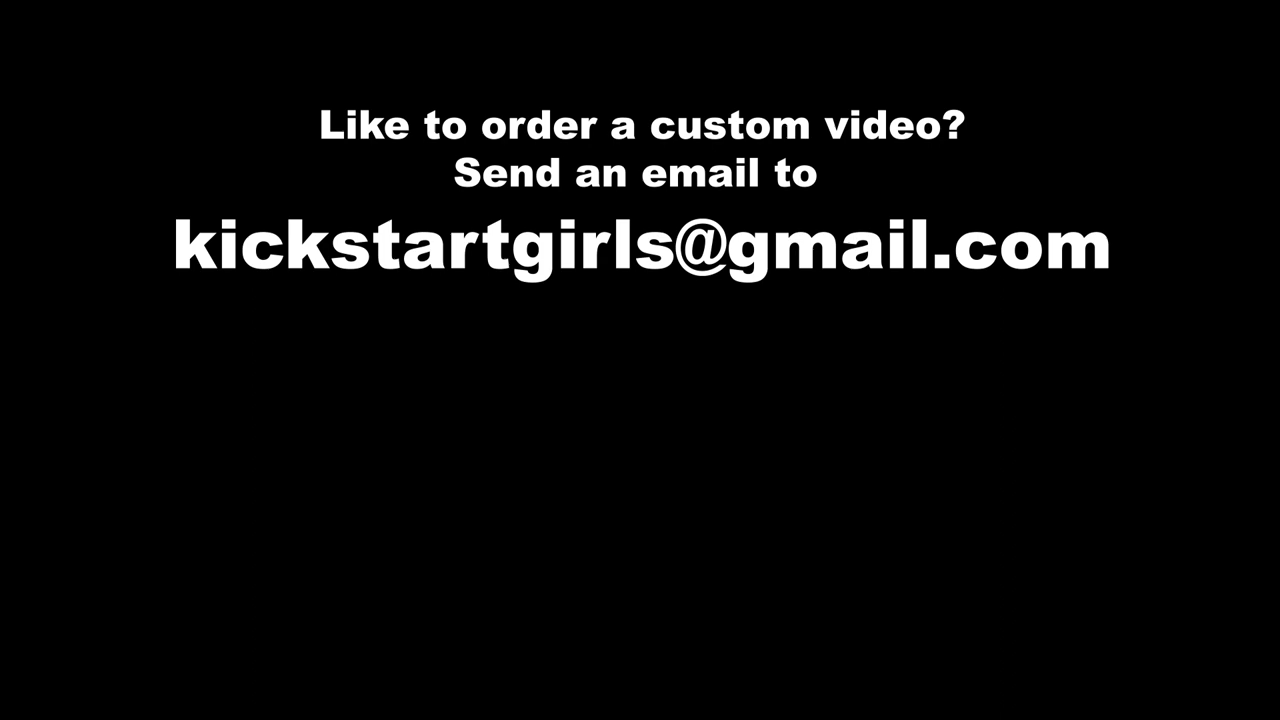 Like to order a custom video?
Send an email to
kickstartgirls@gmail.com